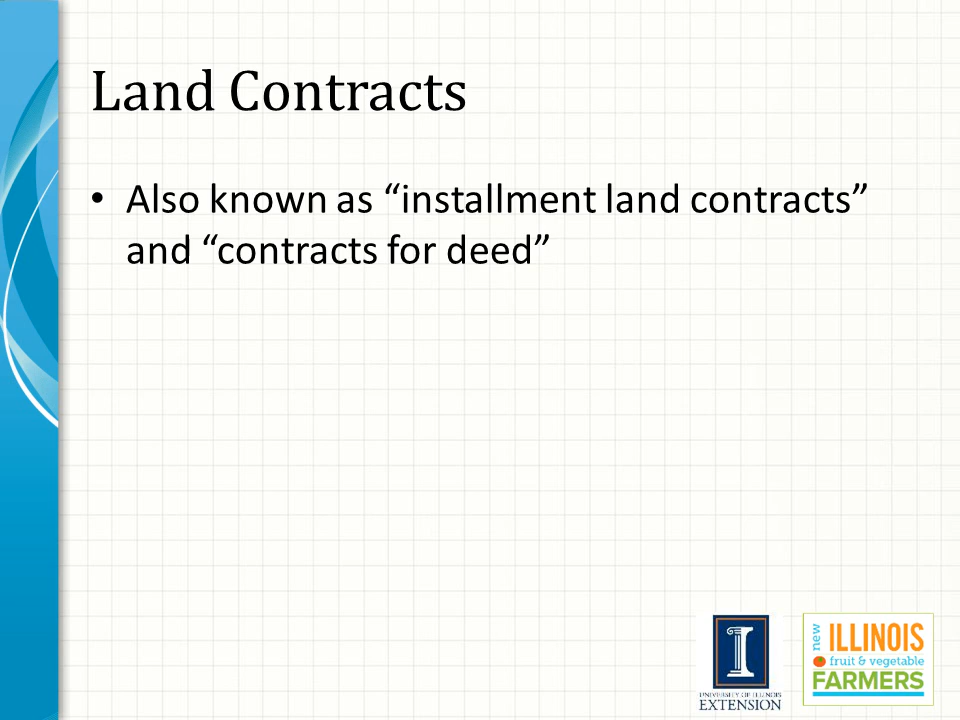 Land Contracts
• Also known as “installment land contracts”
and “contracts for deed”
I
UNIVERSITY OF ILLINOIS
EXTENSION
new
ILLINOIS
fruit & vegetable
FARMERS